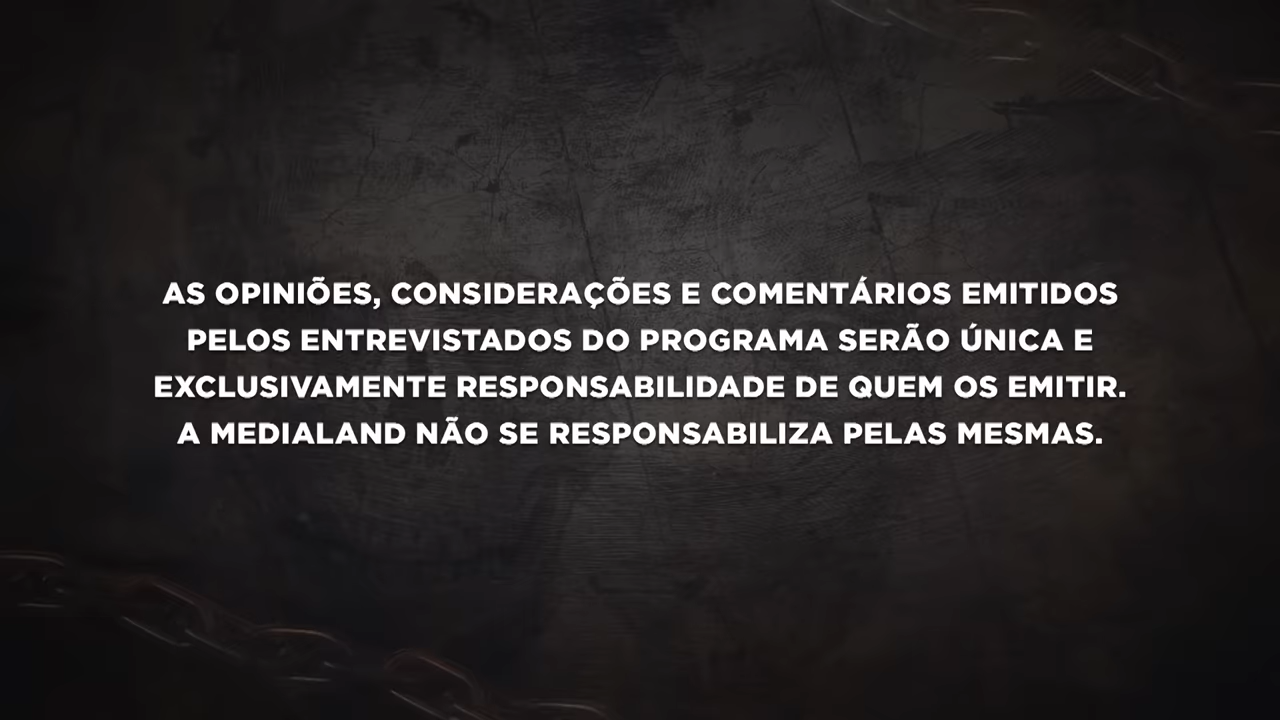 AS OPINIÕES, CONSIDERAÇÕES E COMENTÁRIOS EMITIDOS
PELOS ENTREVISTADOS DO PROGRAMA SERÃO ÚNICA E
EXCLUSIVAMENTE RESPONSABILIDADE DE QUEM OS EMITIR.
A MEDIALAND NÃO SE RESPONSABILIZA PELAS MESMAS.